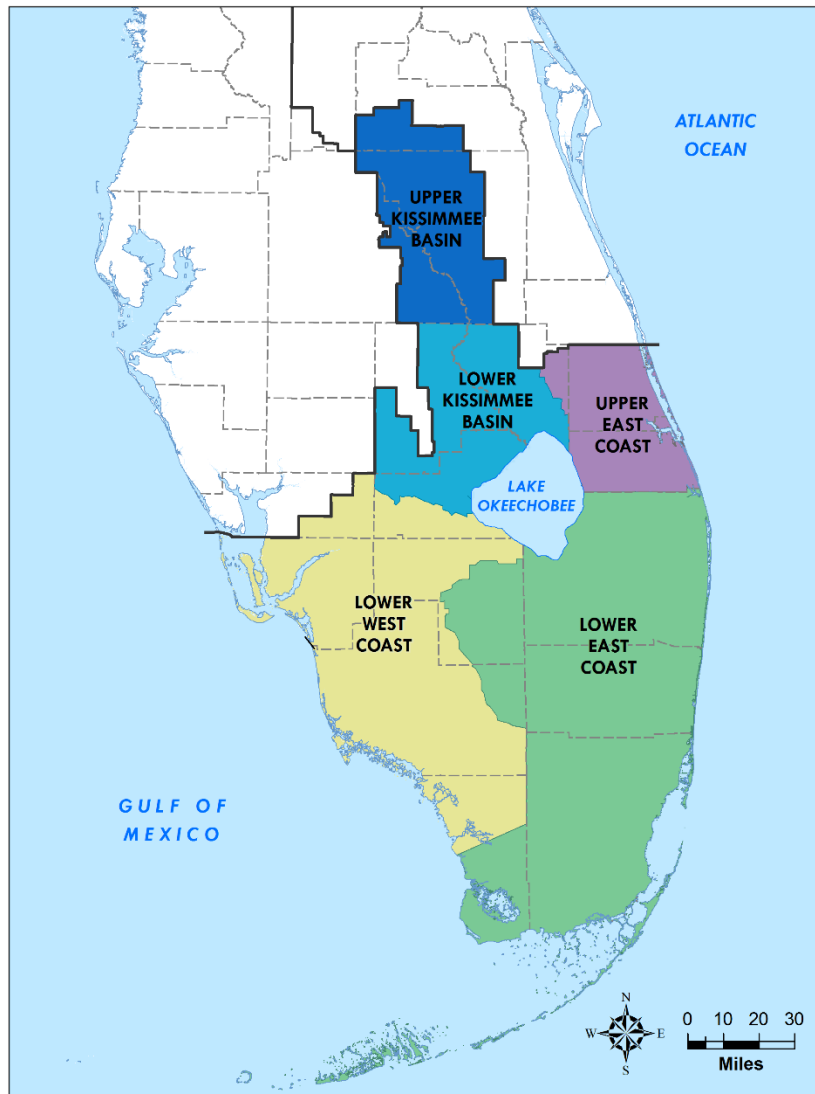 ATLANTIC
OCEAN
UPPER
KISSIMMEE
BASIN
LOWER
KISSIMMEE
BASIN
UPPER
EAST
COAST
LAKE
OKEECHOBEE
LOWER
WEST
COAST
LOWER
EAST
COAST
GULF OF
MEXICO
N
W E
S
0 10 20 30
Miles